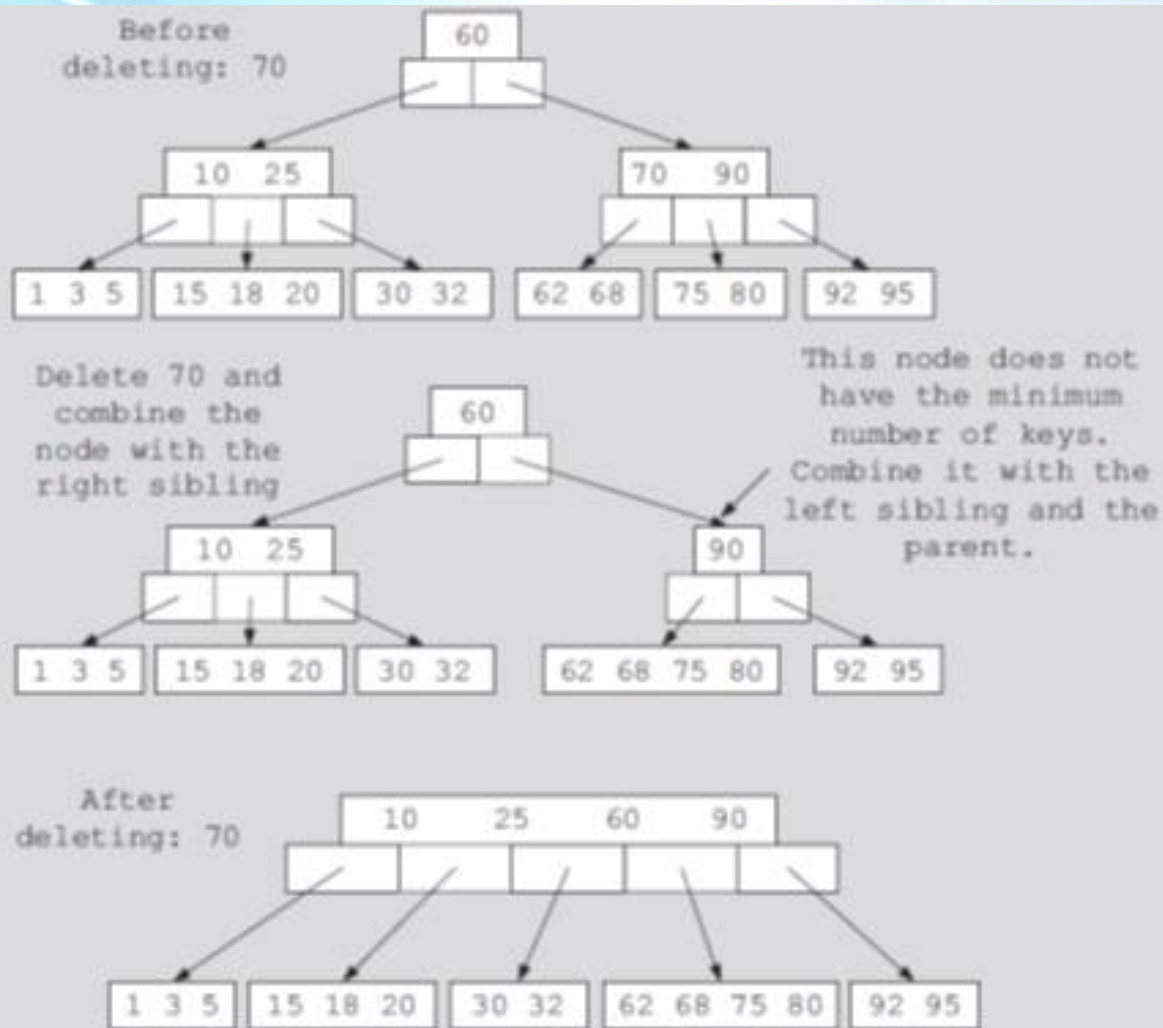 Before
deleting: 70
60
10 25
70 90
1 3 5
15 18 20
30 32
62 68
75 80
92 95
Delete 70 and
combine the
node with the
right sibling
60
This node does not
have the minimum
number of keys.
Combine it with the
left sibling and the
parent.
10 25
90
1 3 5
15 18 20
30 32
62 68 75 80
92 95
After
deleting: 70
10 25 60 90
1 3 5
15 18 20
30 32
62 68 75 80
92 95